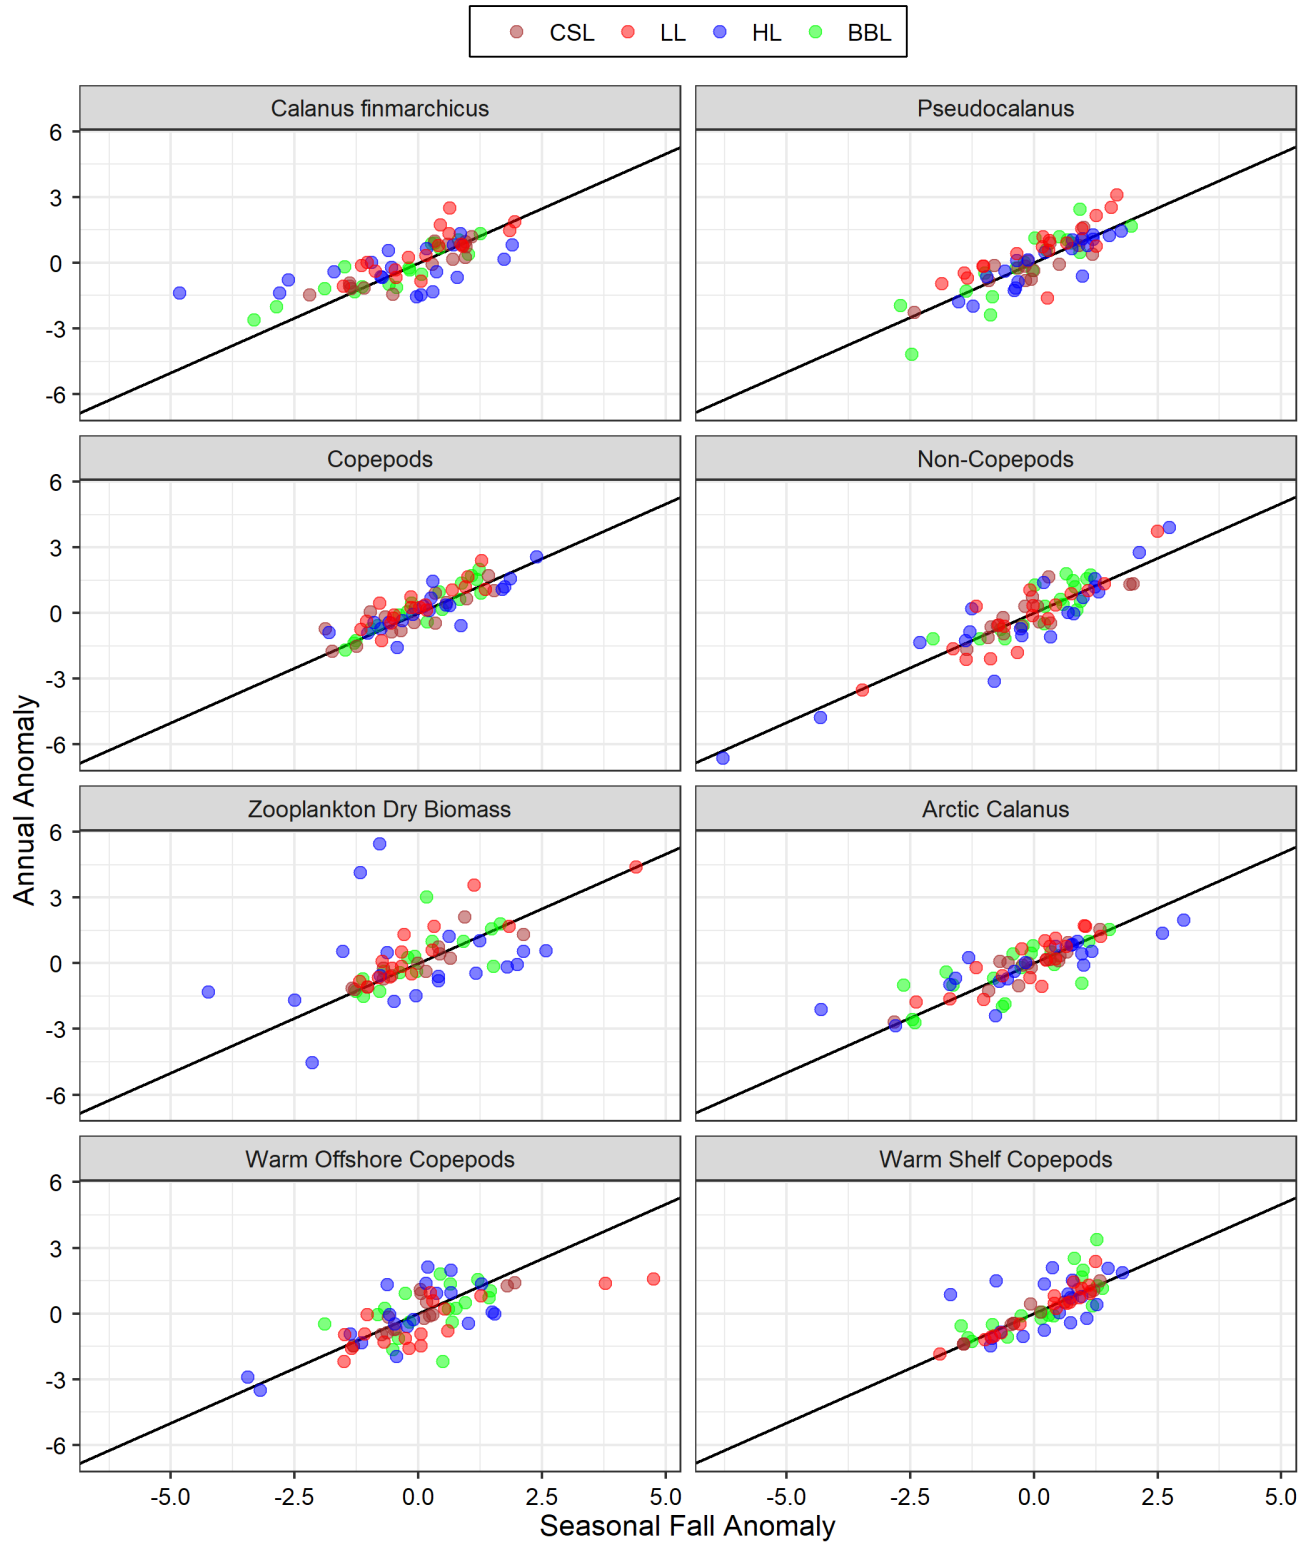 CSL LL HL BBL
Calanus finmarchicus Pseudocalanus
6
3
0
-3
-6
Copepods Non-Copepods
6
3
0
-3
-6
Annual Anomaly
Zooplankton Dry Biomass Arctic Calanus
6
3
0
-3
-6
Warm Offshore Copepods Warm Shelf Copepods
6
3
0
-3
-6
-5.0 -2.5 0.0 2.5 5.0 -5.0 -2.5 0.0 2.5 5.0
Seasonal Fall Anomaly